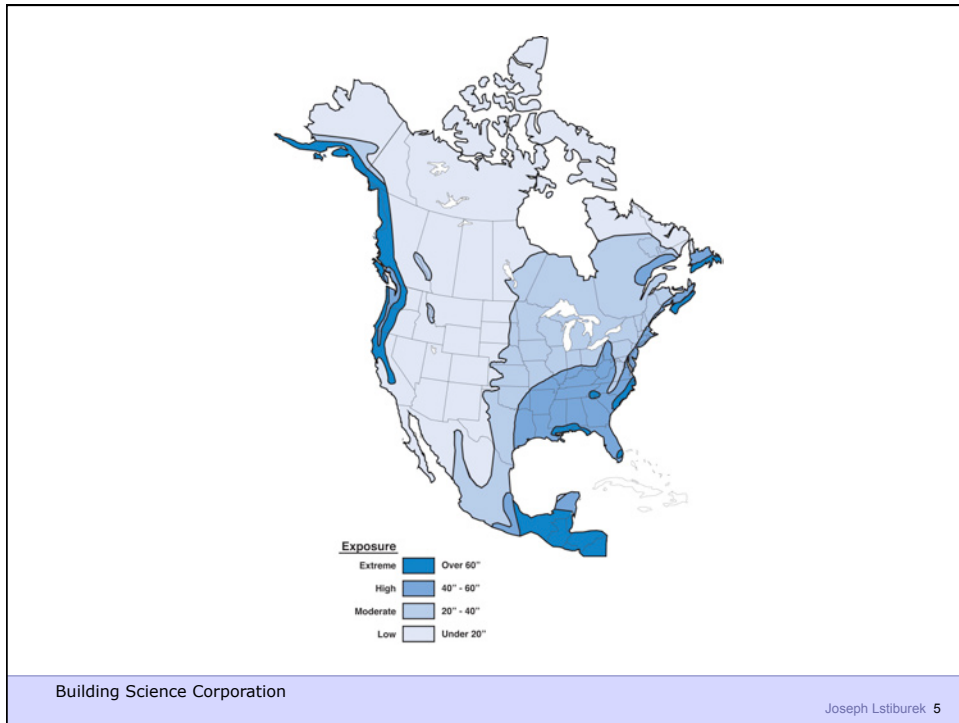 Exposure
Extreme Over 60"
High 40" - 60"
Moderate 20" - 40"
Low Under 20"
Building Science Corporation
Joseph Lstiburek 5